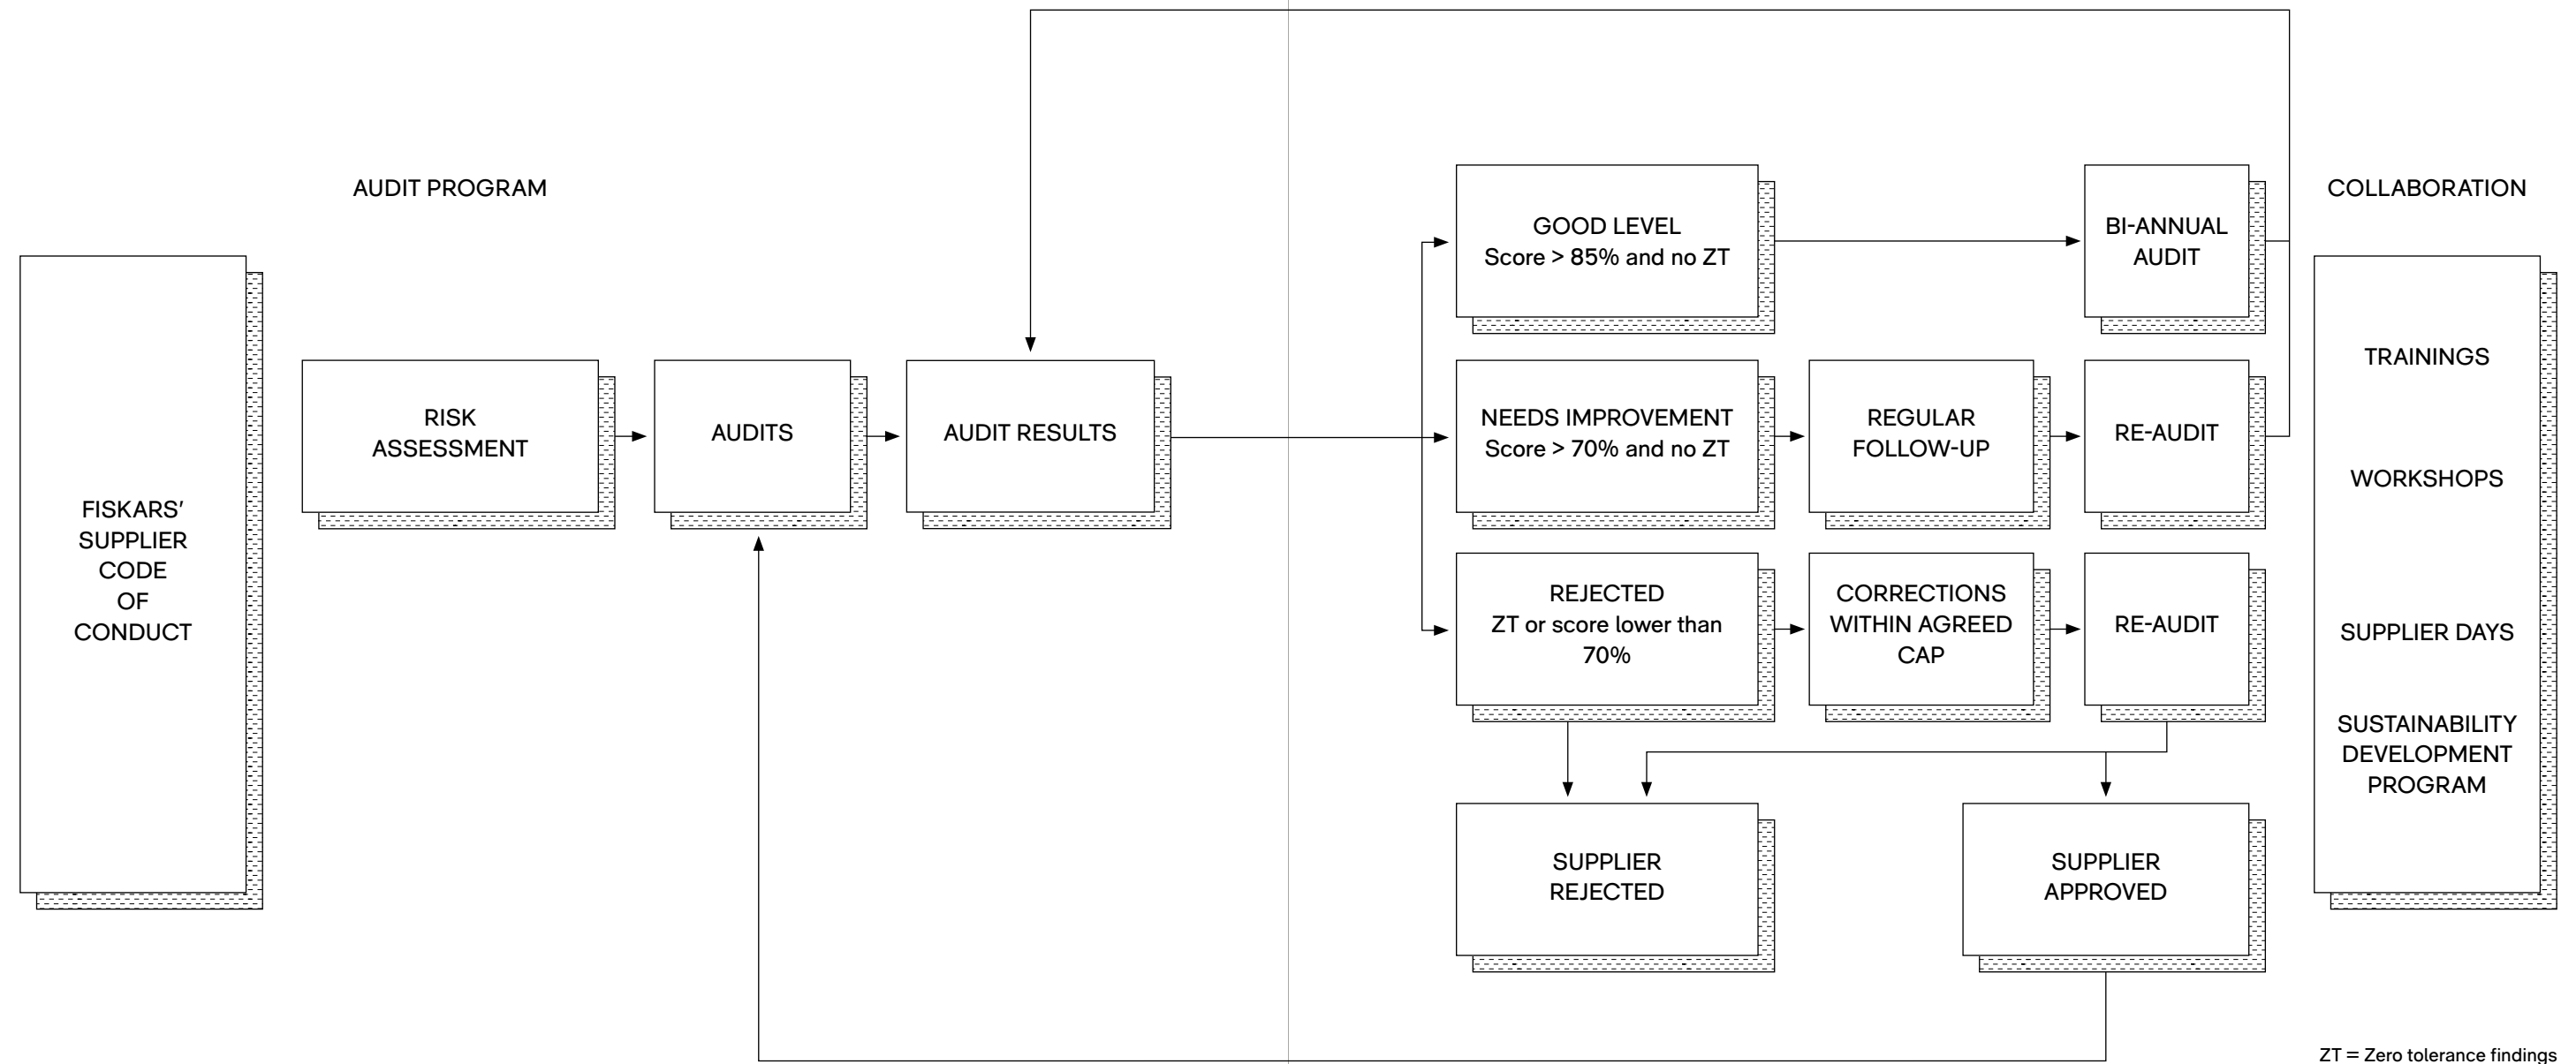 AUDIT PROGRAM
COLLABORATION
FISKARS’
SUPPLIER
CODE
OF
CONDUCT
RISK
ASSESSMENT
AUDITS
AUDIT RESULTS
GOOD LEVEL
Score > 85% and no ZT
BI-ANNUAL
AUDIT
NEEDS IMPROVEMENT
Score > 70% and no ZT
REGULAR
FOLLOW-UP
RE-AUDIT
REJECTED
ZT or score lower than
70%
CORRECTIONS
WITHIN AGREED
CAP
RE-AUDIT
SUPPLIER
REJECTED
SUPPLIER
APPROVED
TRAININGS
WORKSHOPS
SUPPLIER DAYS
SUSTAINABILITY
DEVELOPMENT
PROGRAM
ZT = Zero tolerance findings